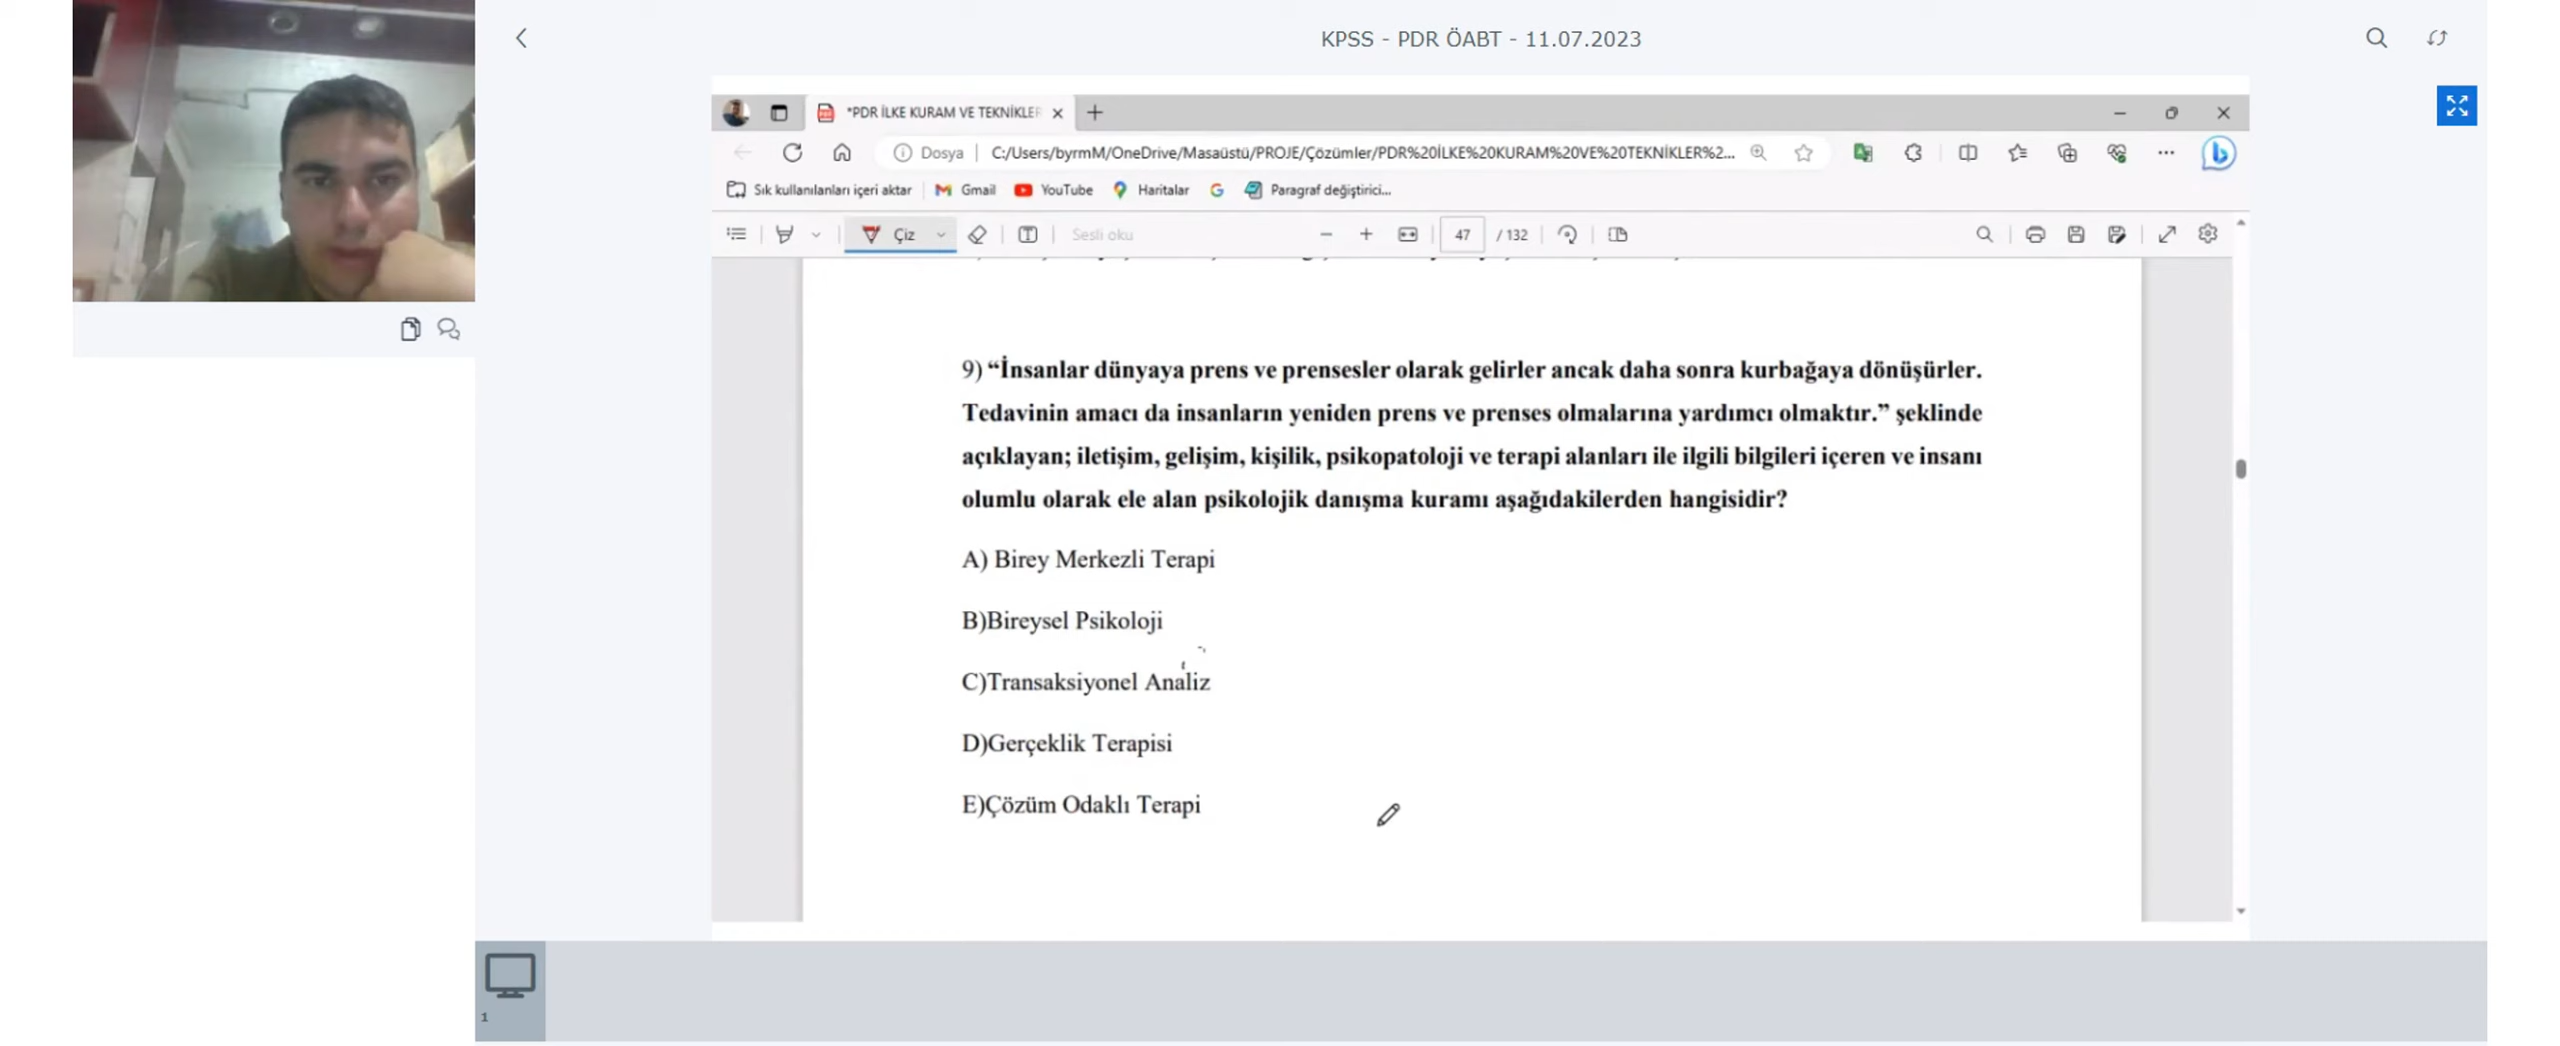 KPSS - PDR ÖABT - 11.07.2023
*PDR İLKE KURAM VE TEKNİKLER
Dosya | C:/Users/byrmM/OneDrive/Masaüstü/PROJE/Çözümler/PDR%20İLKE%20KURAM%20VE%20TEKNİKLER%2...
Sık kullanılanları içeri aktar Gmail YouTube Haritalar Paragraf değiştirici...
Çiz Sesli oku 47 / 132
9) “İnsanlar dünyaya prens ve prensesler olarak gelirler ancak daha sonra kurbağaya dönüşürler.
Tedavinin amacı da insanların yeniden prens ve prenses olmalarına yardımcı olmaktır.” şeklinde
açıklayan; iletişim, gelişim, kişilik, psikopatoloji ve terapi alanları ile ilgili bilgileri içeren ve insanı
olumlu olarak ele alan psikolojik danışma kuramı aşağıdakilerden hangisidir?
A) Birey Merkezli Terapi
B)Bireysel Psikoloji
C)Transaksiyonel Analiz
D)Gerçeklik Terapisi
E)Çözüm Odaklı Terapi
1